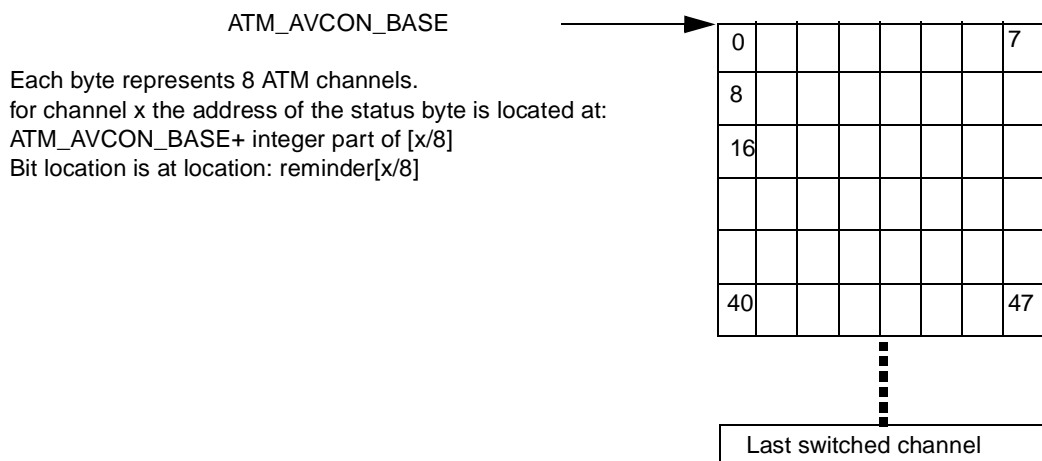 ATM_AVCON_BASE
Each byte represents 8 ATM channels.
for channel x the address of the status byte is located at:
ATM_AVCON_BASE+ integer part of [x/8]
Bit location is at location: reminder[x/8]
0 7
8
16
40 47
Last switched channel